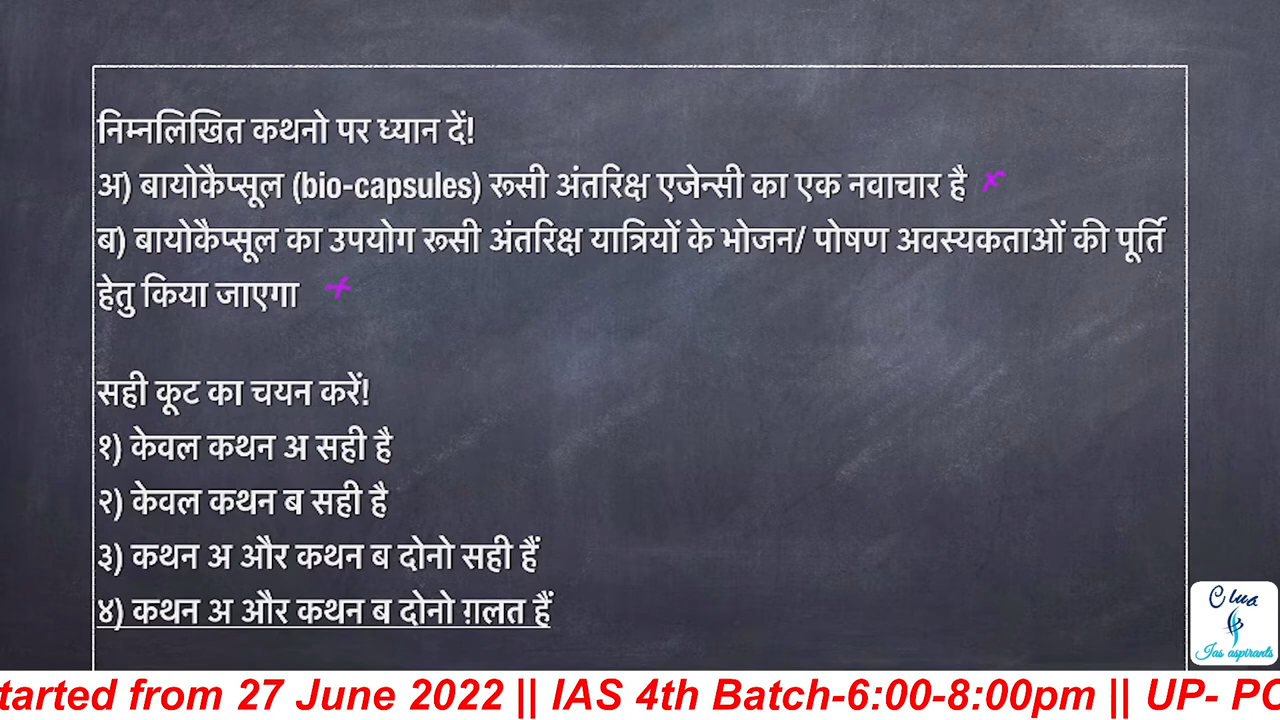 निम्नलिखित कथनो पर ध्यान दें!
अ) बायोकैप्सूल (bio-capsules) रूसी अंतरिक्ष एजेन्सी का एक नवाचार है
ब) बायोकैप्सूल का उपयोग रूसी अंतरिक्ष यात्रियों के भोजन/ पोषण अवस्यकताओं की पूर्ति
हेतु किया जाएगा
सही कूट का चयन करें!
१) केवल कथन अ सही है
२) केवल कथन ब सही है
३) कथन अ और कथन ब दोनो सही हैं
४) कथन अ और कथन ब दोनो ग़लत हैं
Clue
Ias aspirants
tarted from 27 June 2022 || IAS 4th Batch-6:00-8:00pm || UP- PC